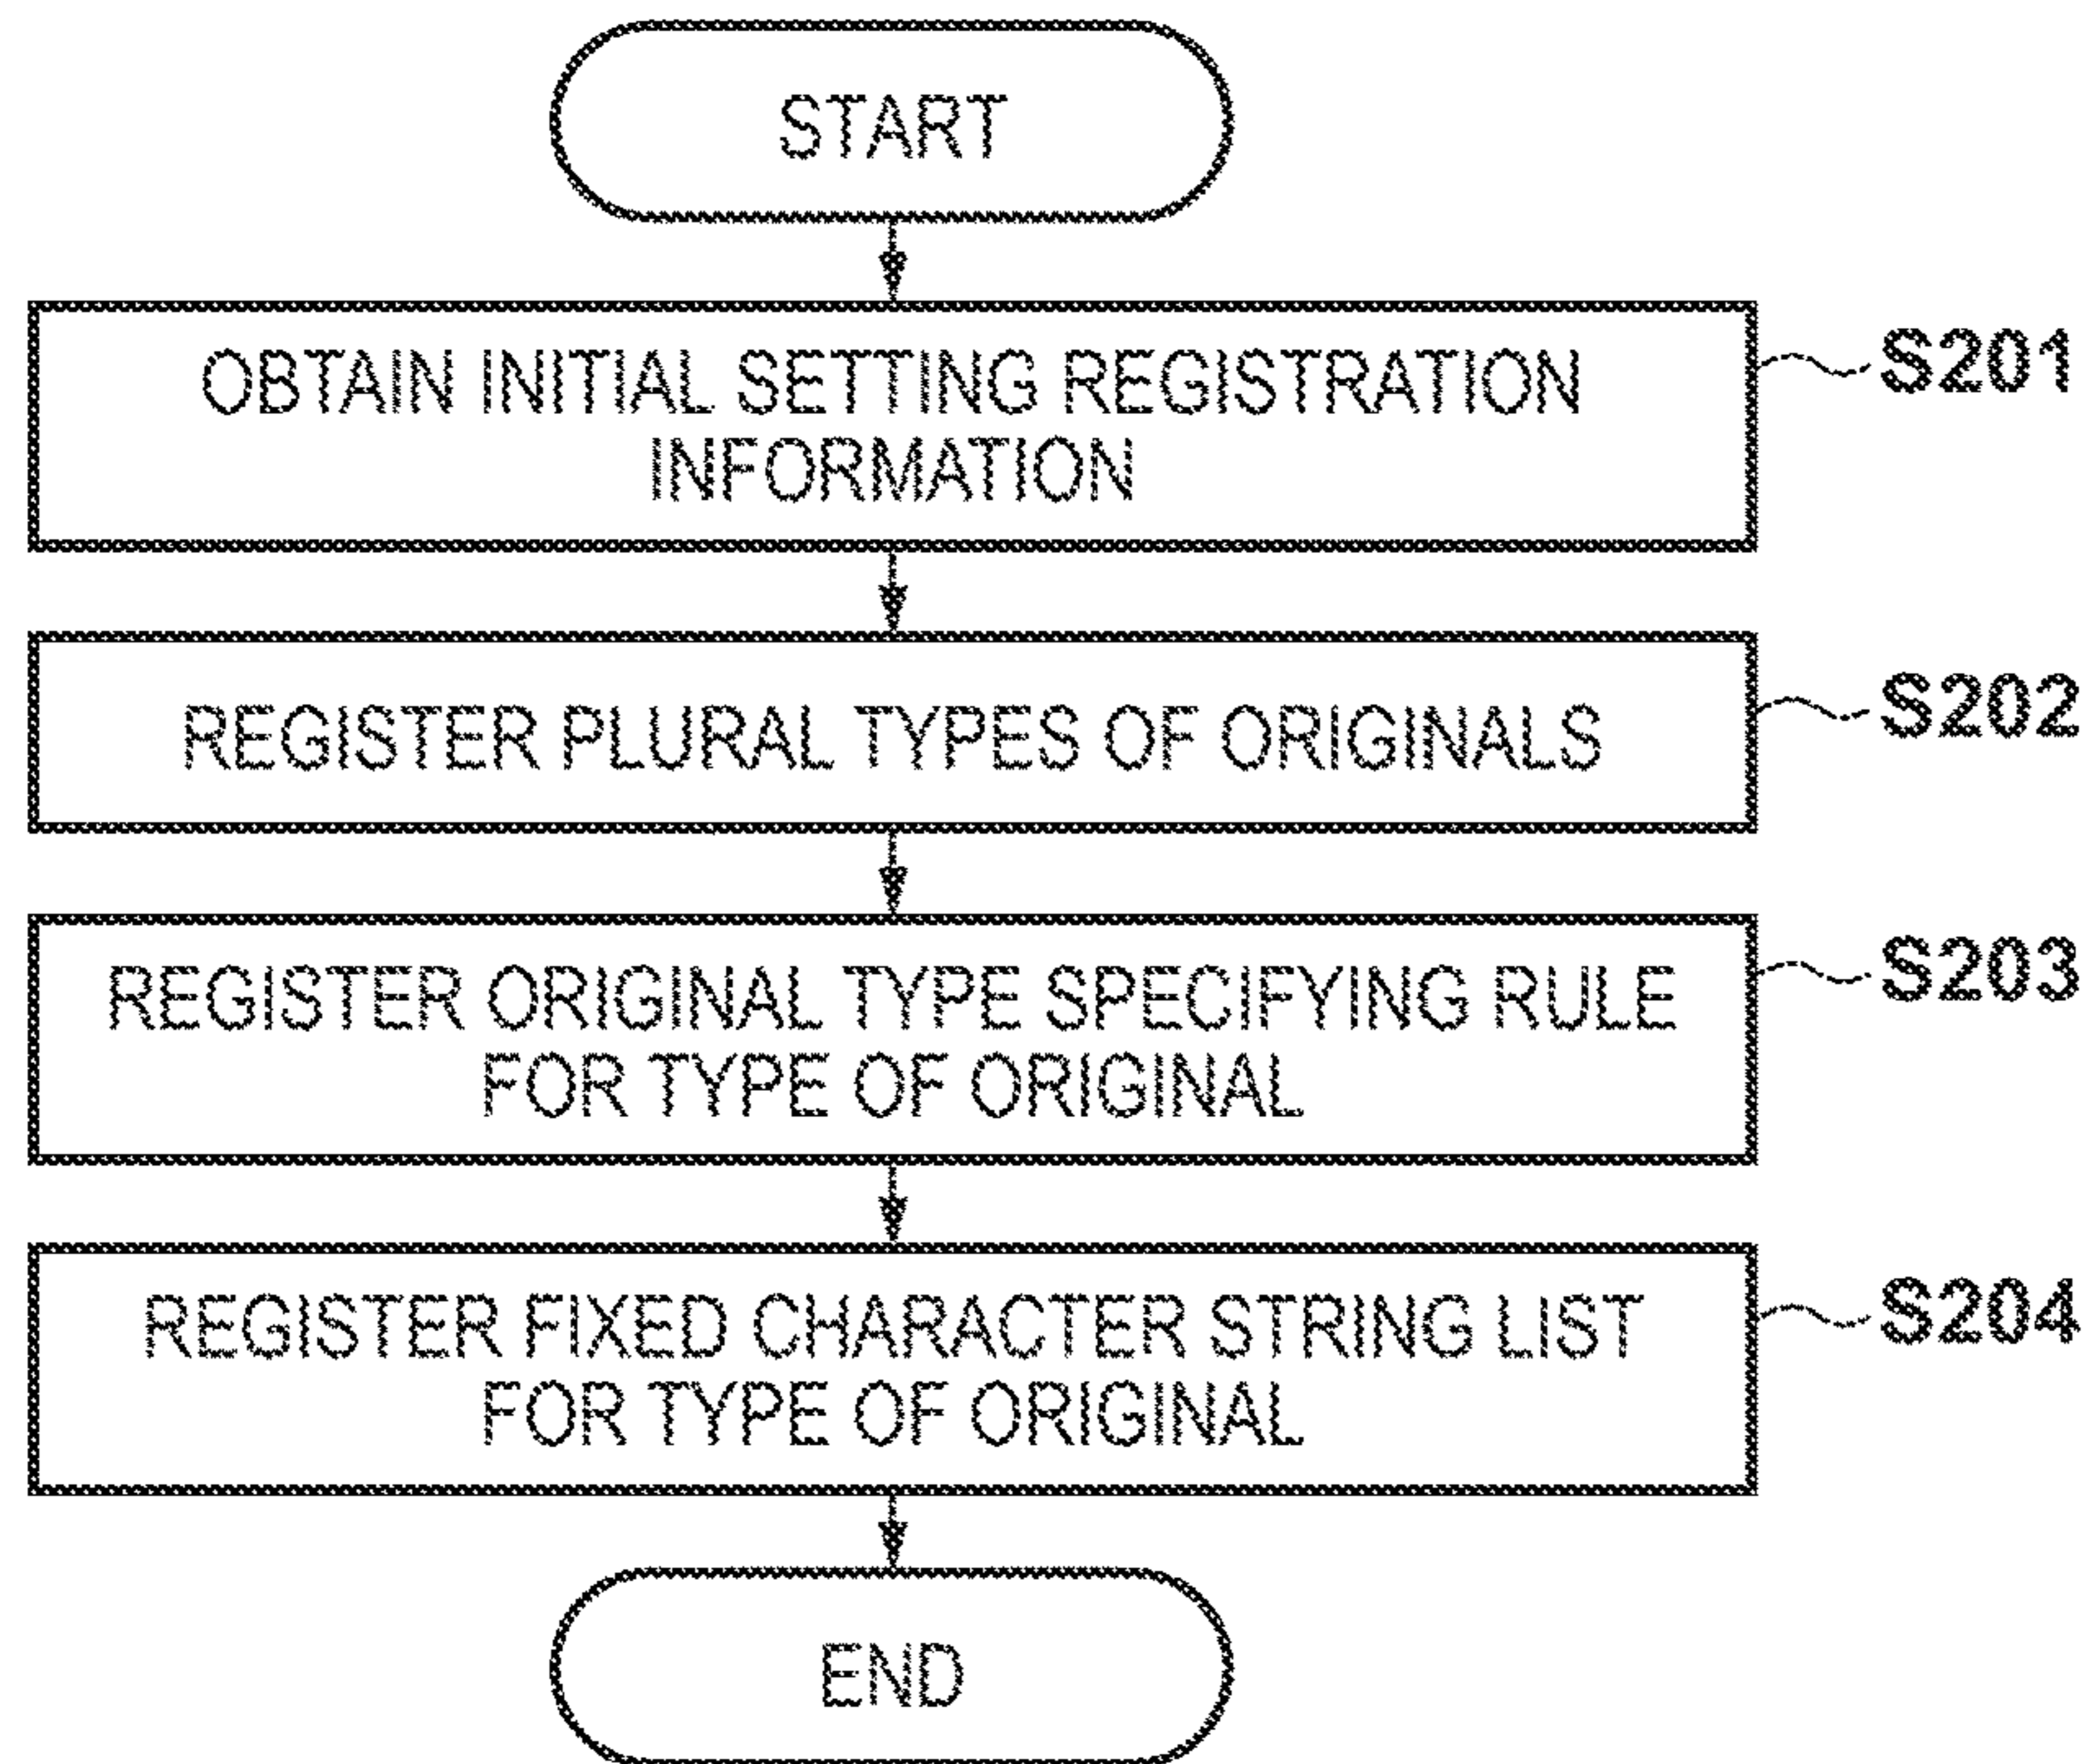 START
OBTAIN INITIAL SETTING REGISTRATION
INFORMATION
S201
REGISTER PLURAL TYPES OF ORIGINALS
S202
REGISTER ORIGINAL TYPE SPECIFYING RULE
FOR TYPE OF ORIGINAL
S203
REGISTER FIXED CHARACTER STRING LIST
FOR TYPE OF ORIGINAL
S204
END